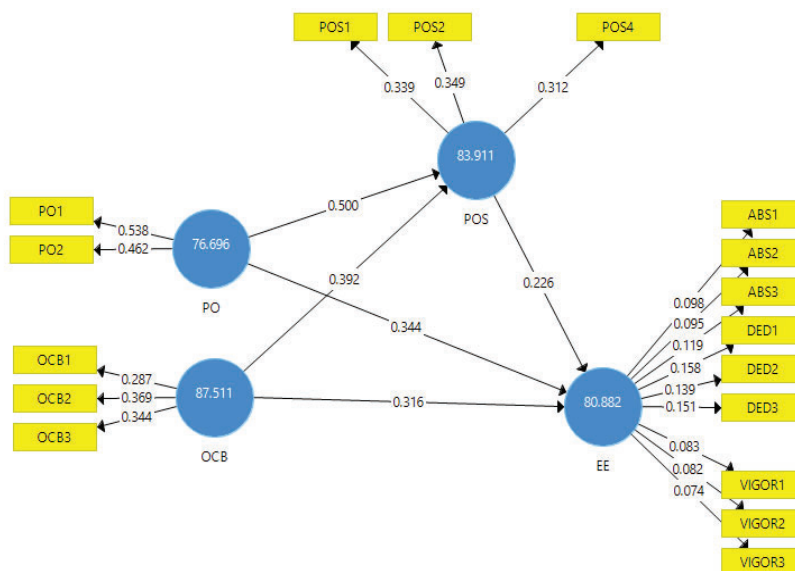 POS1 POS2 POS4
0.339 0.349 0.312
83.911
POS
PO1
PO2
0.538
0.462
76.696
PO
0.500
0.392
0.344
0.226
OCB1
OCB2
OCB3
0.287
0.369
0.344
87.511
OCB
0.316
80.882
EE
ABS1
ABS2
ABS3
DED1
DED2
DED3
0.098
0.095
0.119
0.158
0.139
0.151
0.083
0.082
0.074
VIGOR1
VIGOR2
VIGOR3